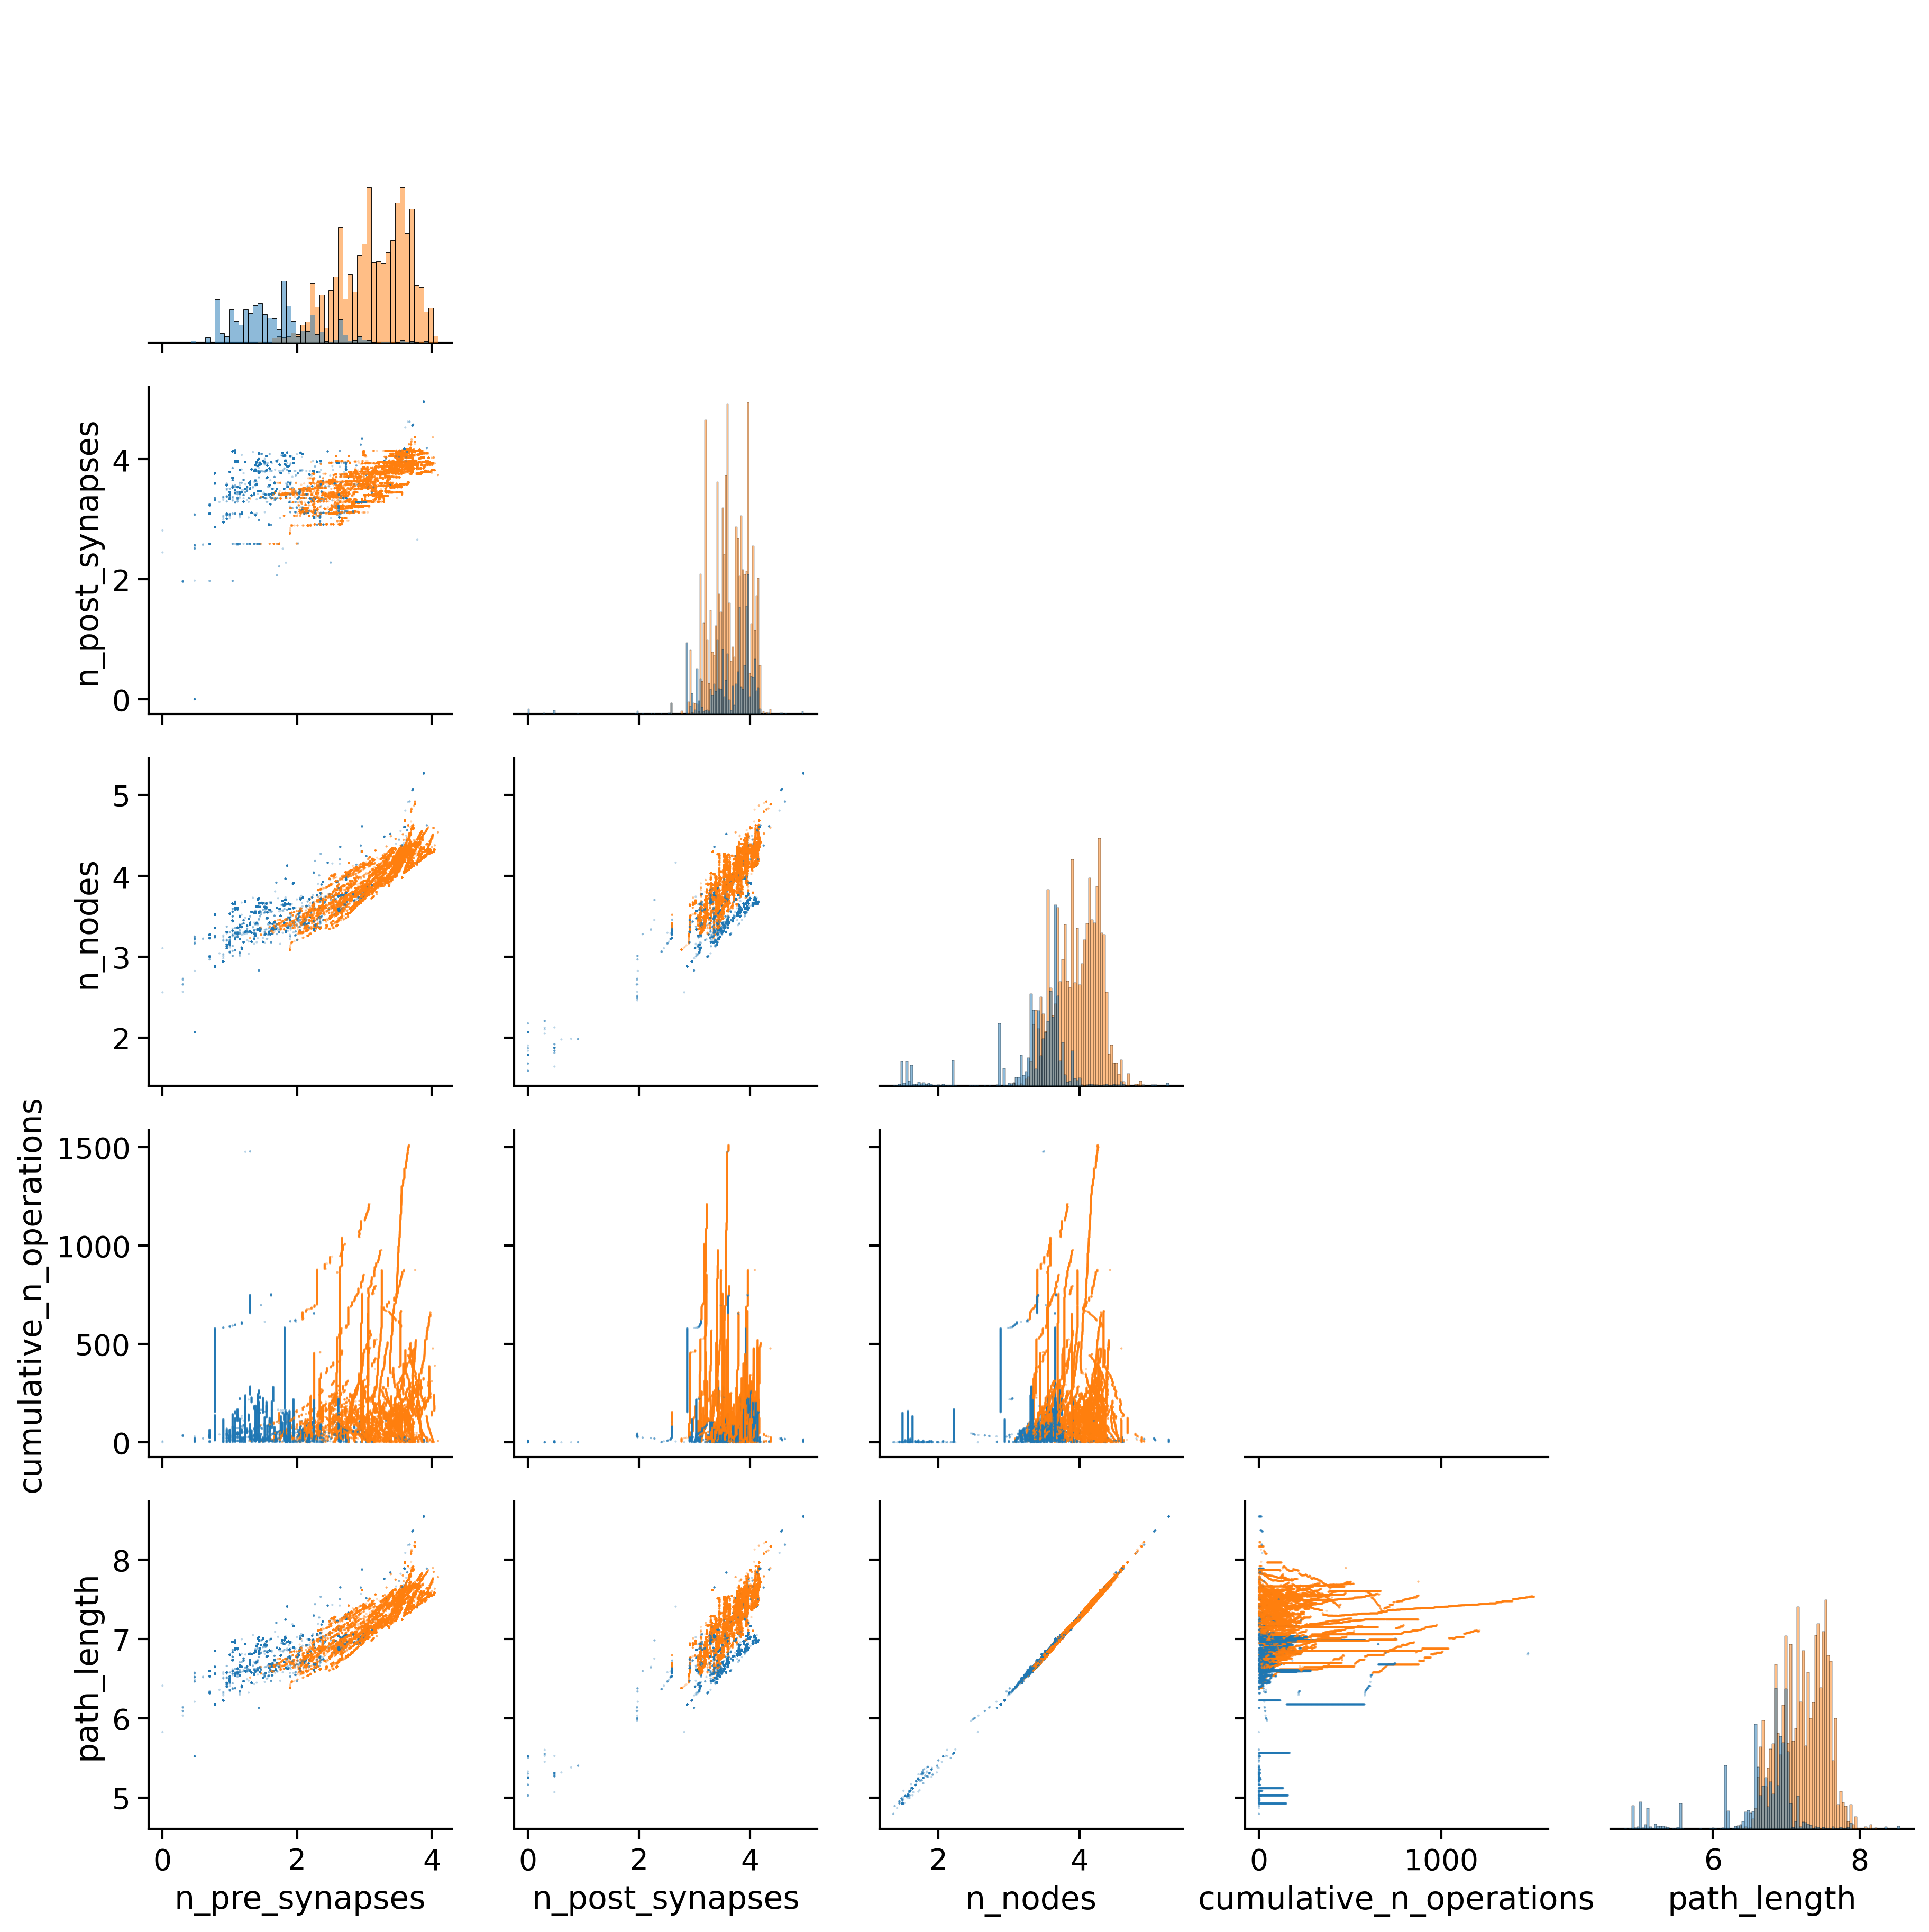 n_post_synapses
4
2
0
n_nodes
5
4
3
2
cumulative_n_operations
1500
1000
500
0
path_length
8
7
6
5
0 2 4
0 2 4
2 4
0 1000
6 8
n_pre_synapses
n_post_synapses
n_nodes
cumulative_n_operations
path_length